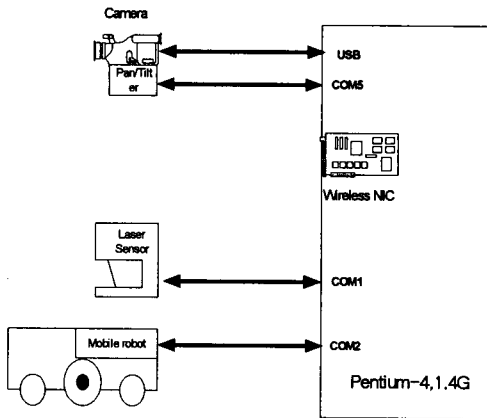 Camera
Pan/Tilt
er
USB
COM5
Wireless NIC
Laser
Sensor
COM1
Mobile robot
COM2
Pentium-4,1.4G